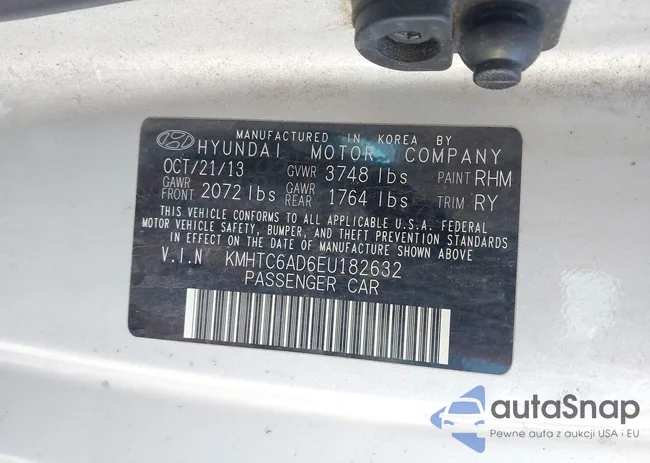 MANUFACTURED IN KOREA BY
HYUNDAI MOTOR COMPANY
OCT/21/13 GVWR 3748 lbs PAINT RHM
GAWR FRONT 2072 lbs GAWR REAR 1764 lbs TRIM RY
THIS VEHICLE CONFORMS TO ALL APPLICABLE U.S.A. FEDERAL
MOTOR VEHICLE SAFETY, BUMPER, AND THEFT PREVENTION STANDARDS
IN EFFECT ON THE DATE OF MANUFACTURE SHOWN ABOVE
V.I.N KMHTC6AD6EU182632
PASSENGER CAR
autaSnap
Pewne auta z aukcji USA i EU